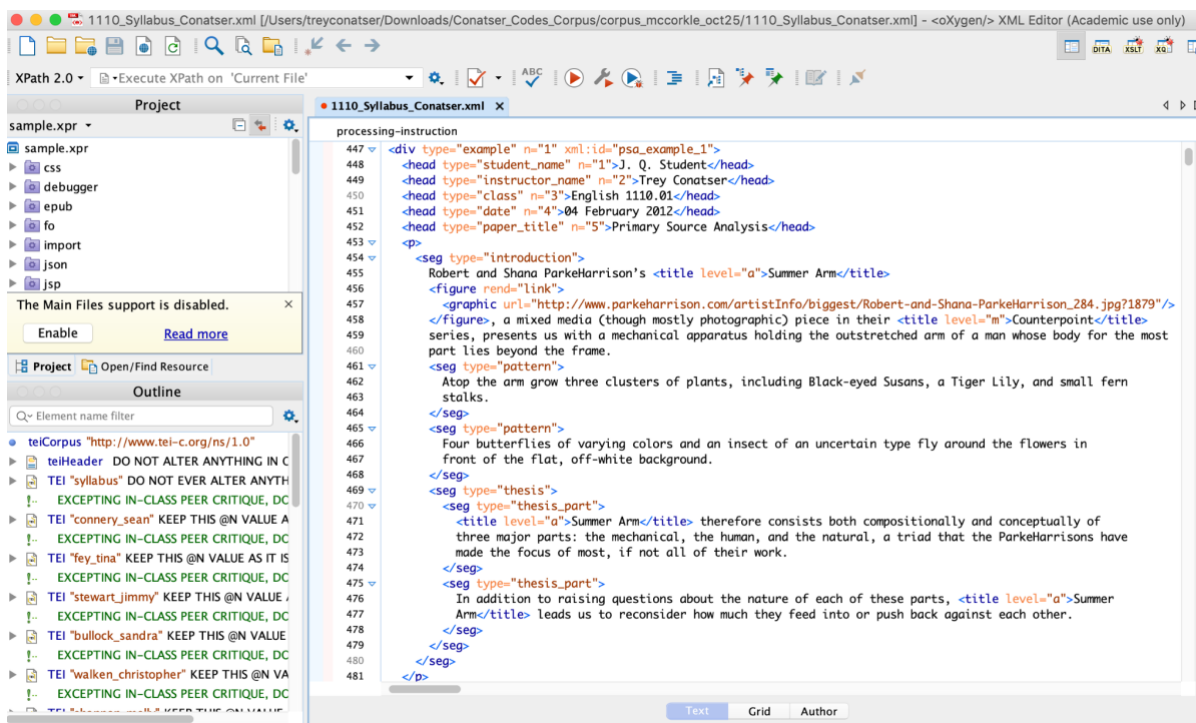 1110_Syllabus_Conatser.xml [/Users/treyconatser/Downloads/Conatser_Codes_Corpus/corpus_mccorkle_oct25/1110_Syllabus_Conatser.xml] - <oXygen/> XML Editor (Academic use only)
DITA XSLT XQ
XPath 2.0 Execute XPath on 'Current File'
ABC
Project
sample.xpr
sample.xpr
css
debugger
epub
fo
import
json
jsp
The Main Files support is disabled.
Enable Read more
Project Open/Find Resource
Outline
Element name filter
teiCorpus "http://www.tei-c.org/ns/1.0"
teiHeader DO NOT ALTER ANYTHING IN C
TEI "syllabus" DO NOT EVER ALTER ANYTH
EXCEPTING IN-CLASS PEER CRITIQUE, DO
TEI "connery_sean" KEEP THIS @N VALUE A
EXCEPTING IN-CLASS PEER CRITIQUE, DO
TEI "fey_tina" KEEP THIS @N VALUE AS IT IS
EXCEPTING IN-CLASS PEER CRITIQUE, DO
TEI "stewart_jimmy" KEEP THIS @N VALUE
EXCEPTING IN-CLASS PEER CRITIQUE, DO
TEI "bullock_sandra" KEEP THIS @N VALUE
EXCEPTING IN-CLASS PEER CRITIQUE, DO
TEI "walken_christopher" KEEP THIS @N VA
EXCEPTING IN-CLASS PEER CRITIQUE, DO
1110_Syllabus_Conatser.xml
processing-instruction
447 <div type="example" n="1" xml:id="psa_example_1">
448 <head type="student_name" n="1">J. Q. Student</head>
449 <head type="instructor_name" n="2">Trey Conatser</head>
450 <head type="class" n="3">English 1110.01</head>
451 <head type="date" n="4">04 February 2012</head>
452 <head type="paper_title" n="5">Primary Source Analysis</head>
453 <p>
454 <seg type="introduction">
455 Robert and Shana ParkeHarrison's <title level="a">Summer Arm</title>
456 <figure rend="link">
457 <graphic url="http://www.parkeharrison.com/artistInfo/biggest/Robert-and-Shana-ParkeHarrison_284.jpg?1879"/>
458 </figure>, a mixed media (though mostly photographic) piece in their <title level="m">Counterpoint</title>
459 series, presents us with a mechanical apparatus holding the outstretched arm of a man whose body for the most
460 part lies beyond the frame.
461 <seg type="pattern">
462 Atop the arm grow three clusters of plants, including Black-eyed Susans, a Tiger Lily, and small fern
463 stalks.
464 </seg>
465 <seg type="pattern">
466 Four butterflies of varying colors and an insect of an uncertain type fly around the flowers in
467 front of the flat, off-white background.
468 </seg>
469 <seg type="thesis">
470 <seg type="thesis_part">
471 <title level="a">Summer Arm</title> therefore consists both compositionally and conceptually of
472 three major parts: the mechanical, the human, and the natural, a triad that the ParkeHarrisons have
473 made the focus of most, if not all of their work.
474 </seg>
475 <seg type="thesis_part">
476 In addition to raising questions about the nature of each of these parts, <title level="a">Summer
477 Arm</title> leads us to reconsider how much they feed into or push back against each other.
478 </seg>
479 </seg>
480 </seg>
481 </p>
Text Grid Author